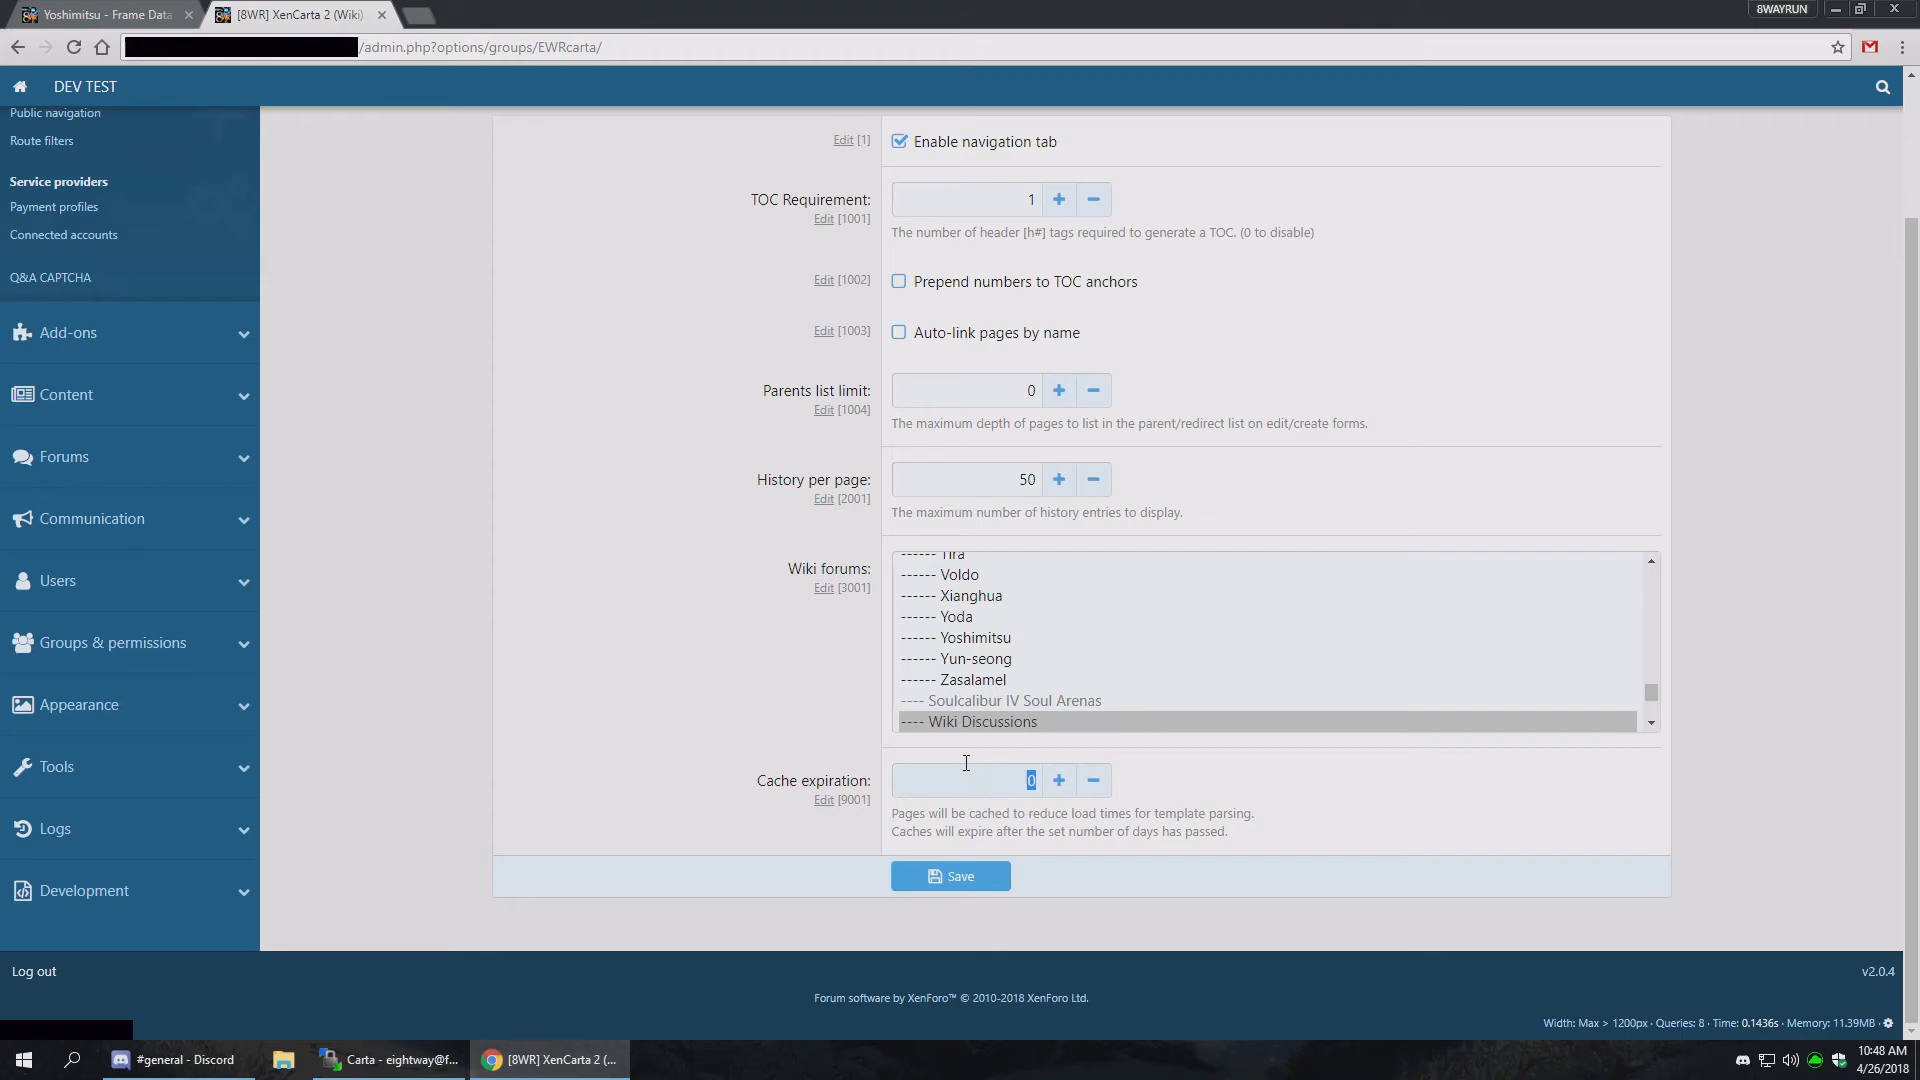 Yoshimitsu - Frame Data
[8WR] XenCarta 2 (Wiki)
8WAYRUN
/admin.php?options/groups/EWRcarta/
DEV TEST
Public navigation
Route filters
Service providers
Payment profiles
Connected accounts
Q&A CAPTCHA
Add-ons
Content
Forums
Communication
Users
Groups & permissions
Appearance
Tools
Logs
Development
Edit [1]
Enable navigation tab
TOC Requirement:
Edit [1001]
1
The number of header [h#] tags required to generate a TOC. (0 to disable)
Edit [1002]
Prepend numbers to TOC anchors
Edit [1003]
Auto-link pages by name
Parents list limit:
Edit [1004]
0
The maximum depth of pages to list in the parent/redirect list on edit/create forms.
History per page:
Edit [2001]
50
The maximum number of history entries to display.
Wiki forums:
Edit [3001]
------ Tira
------ Voldo
------ Xianghua
------ Yoda
------ Yoshimitsu
------ Yun-seong
------ Zasalamel
---- Soulcalibur IV Soul Arenas
---- Wiki Discussions
Cache expiration:
Edit [9001]
0
Pages will be cached to reduce load times for template parsing.
Caches will expire after the set number of days has passed.
Save
Log out
v2.0.4
Forum software by XenForo™ © 2010-2018 XenForo Ltd.
Width: Max > 1200px · Queries: 8 · Time: 0.1436s · Memory: 11.39MB ·
#general - Discord
Carta - eightway@f...
[8WR] XenCarta 2 (...
10:48 AM
4/26/2018